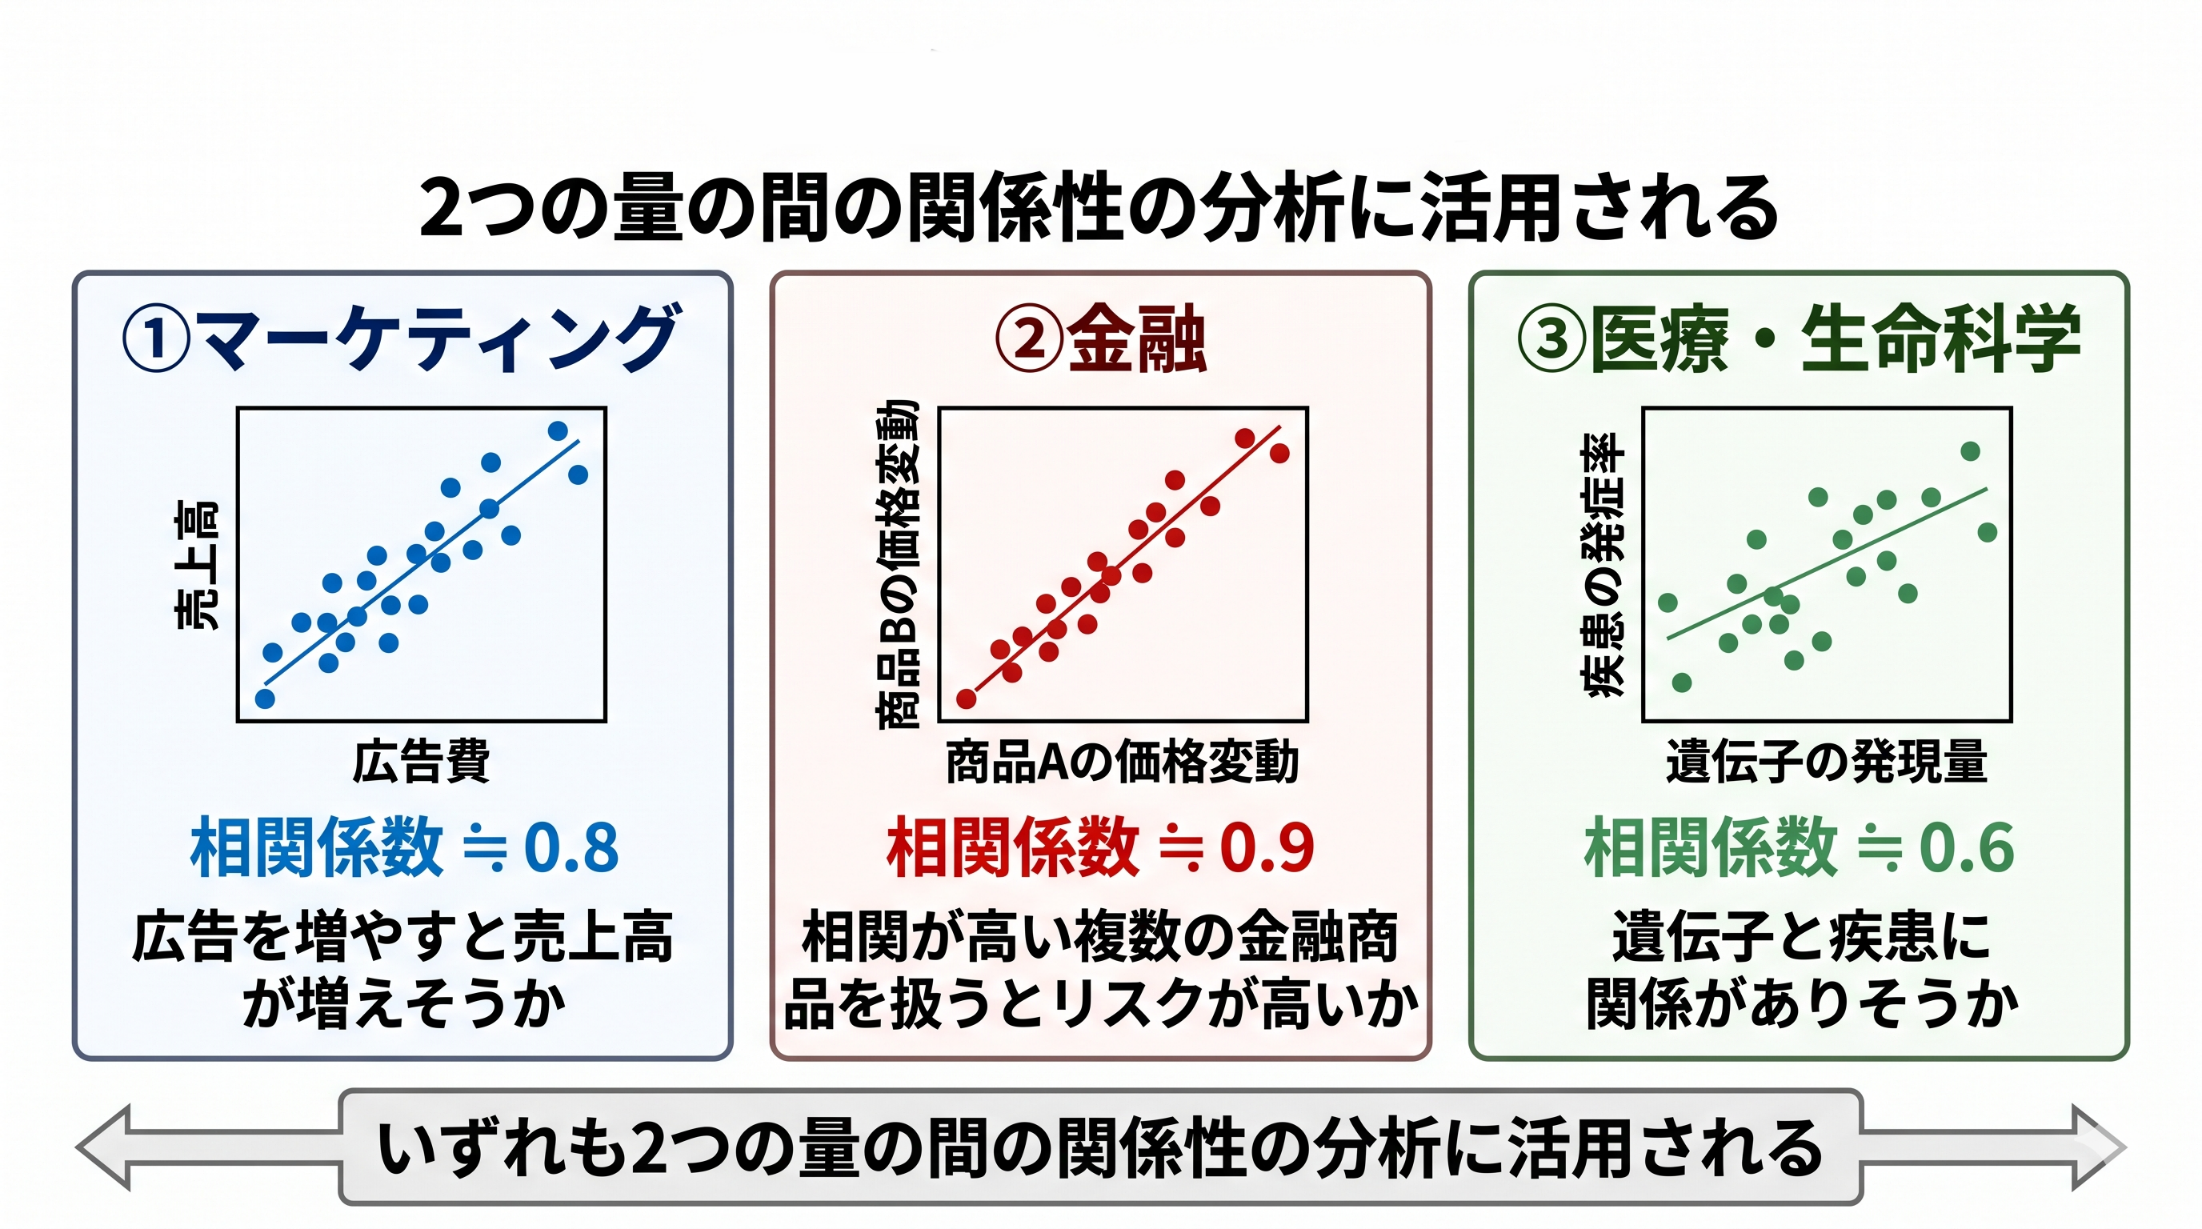 2つの量の間の関係性の分析に活用される
①マーケティング
売上高
広告費
相関係数 ≒ 0.8
広告を増やすと売上高
が増えそうか
②金融
商品Bの価格変動
商品Aの価格変動
相関係数 ≒ 0.9
相関が高い複数の金融商
品を扱うとリスクが高いか
③医療・生命科学
疾患の発症率
遺伝子の発現量
相関係数 ≒ 0.6
遺伝子と疾患に
関係がありそうか
いずれも2つの量の間の関係性の分析に活用される